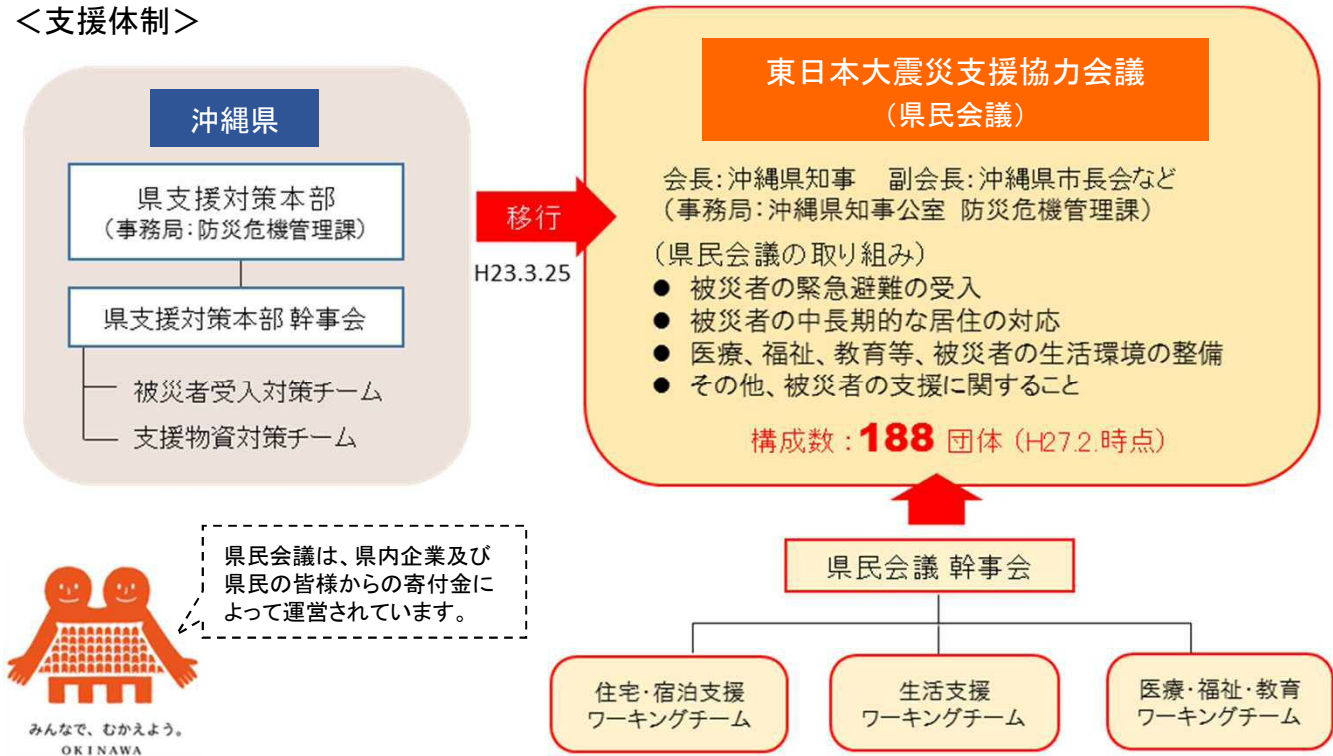 ＜支援体制＞
沖縄県
県支援対策本部
（事務局：防災危機管理課）
県支援対策本部 幹事会
被災者受入対策チーム
支援物資対策チーム
移行
H23.3.25
東日本大震災支援協力会議
（県民会議）
会長：沖縄県知事　副会長：沖縄県市長会など
（事務局：沖縄県知事公室 防災危機管理課）
（県民会議の取り組み）
● 被災者の緊急避難の受入
● 被災者の中長期的な居住の対応
● 医療、福祉、教育等、被災者の生活環境の整備
● その他、被災者の支援に関すること
構成数：188 団体（H27.2.時点）
県民会議 幹事会
住宅・宿泊支援
ワーキングチーム
生活支援
ワーキングチーム
医療・福祉・教育
ワーキングチーム
県民会議は、県内企業及び
県民の皆様からの寄付金に
よって運営されています。
みんなで、むかえよう。
OKINAWA